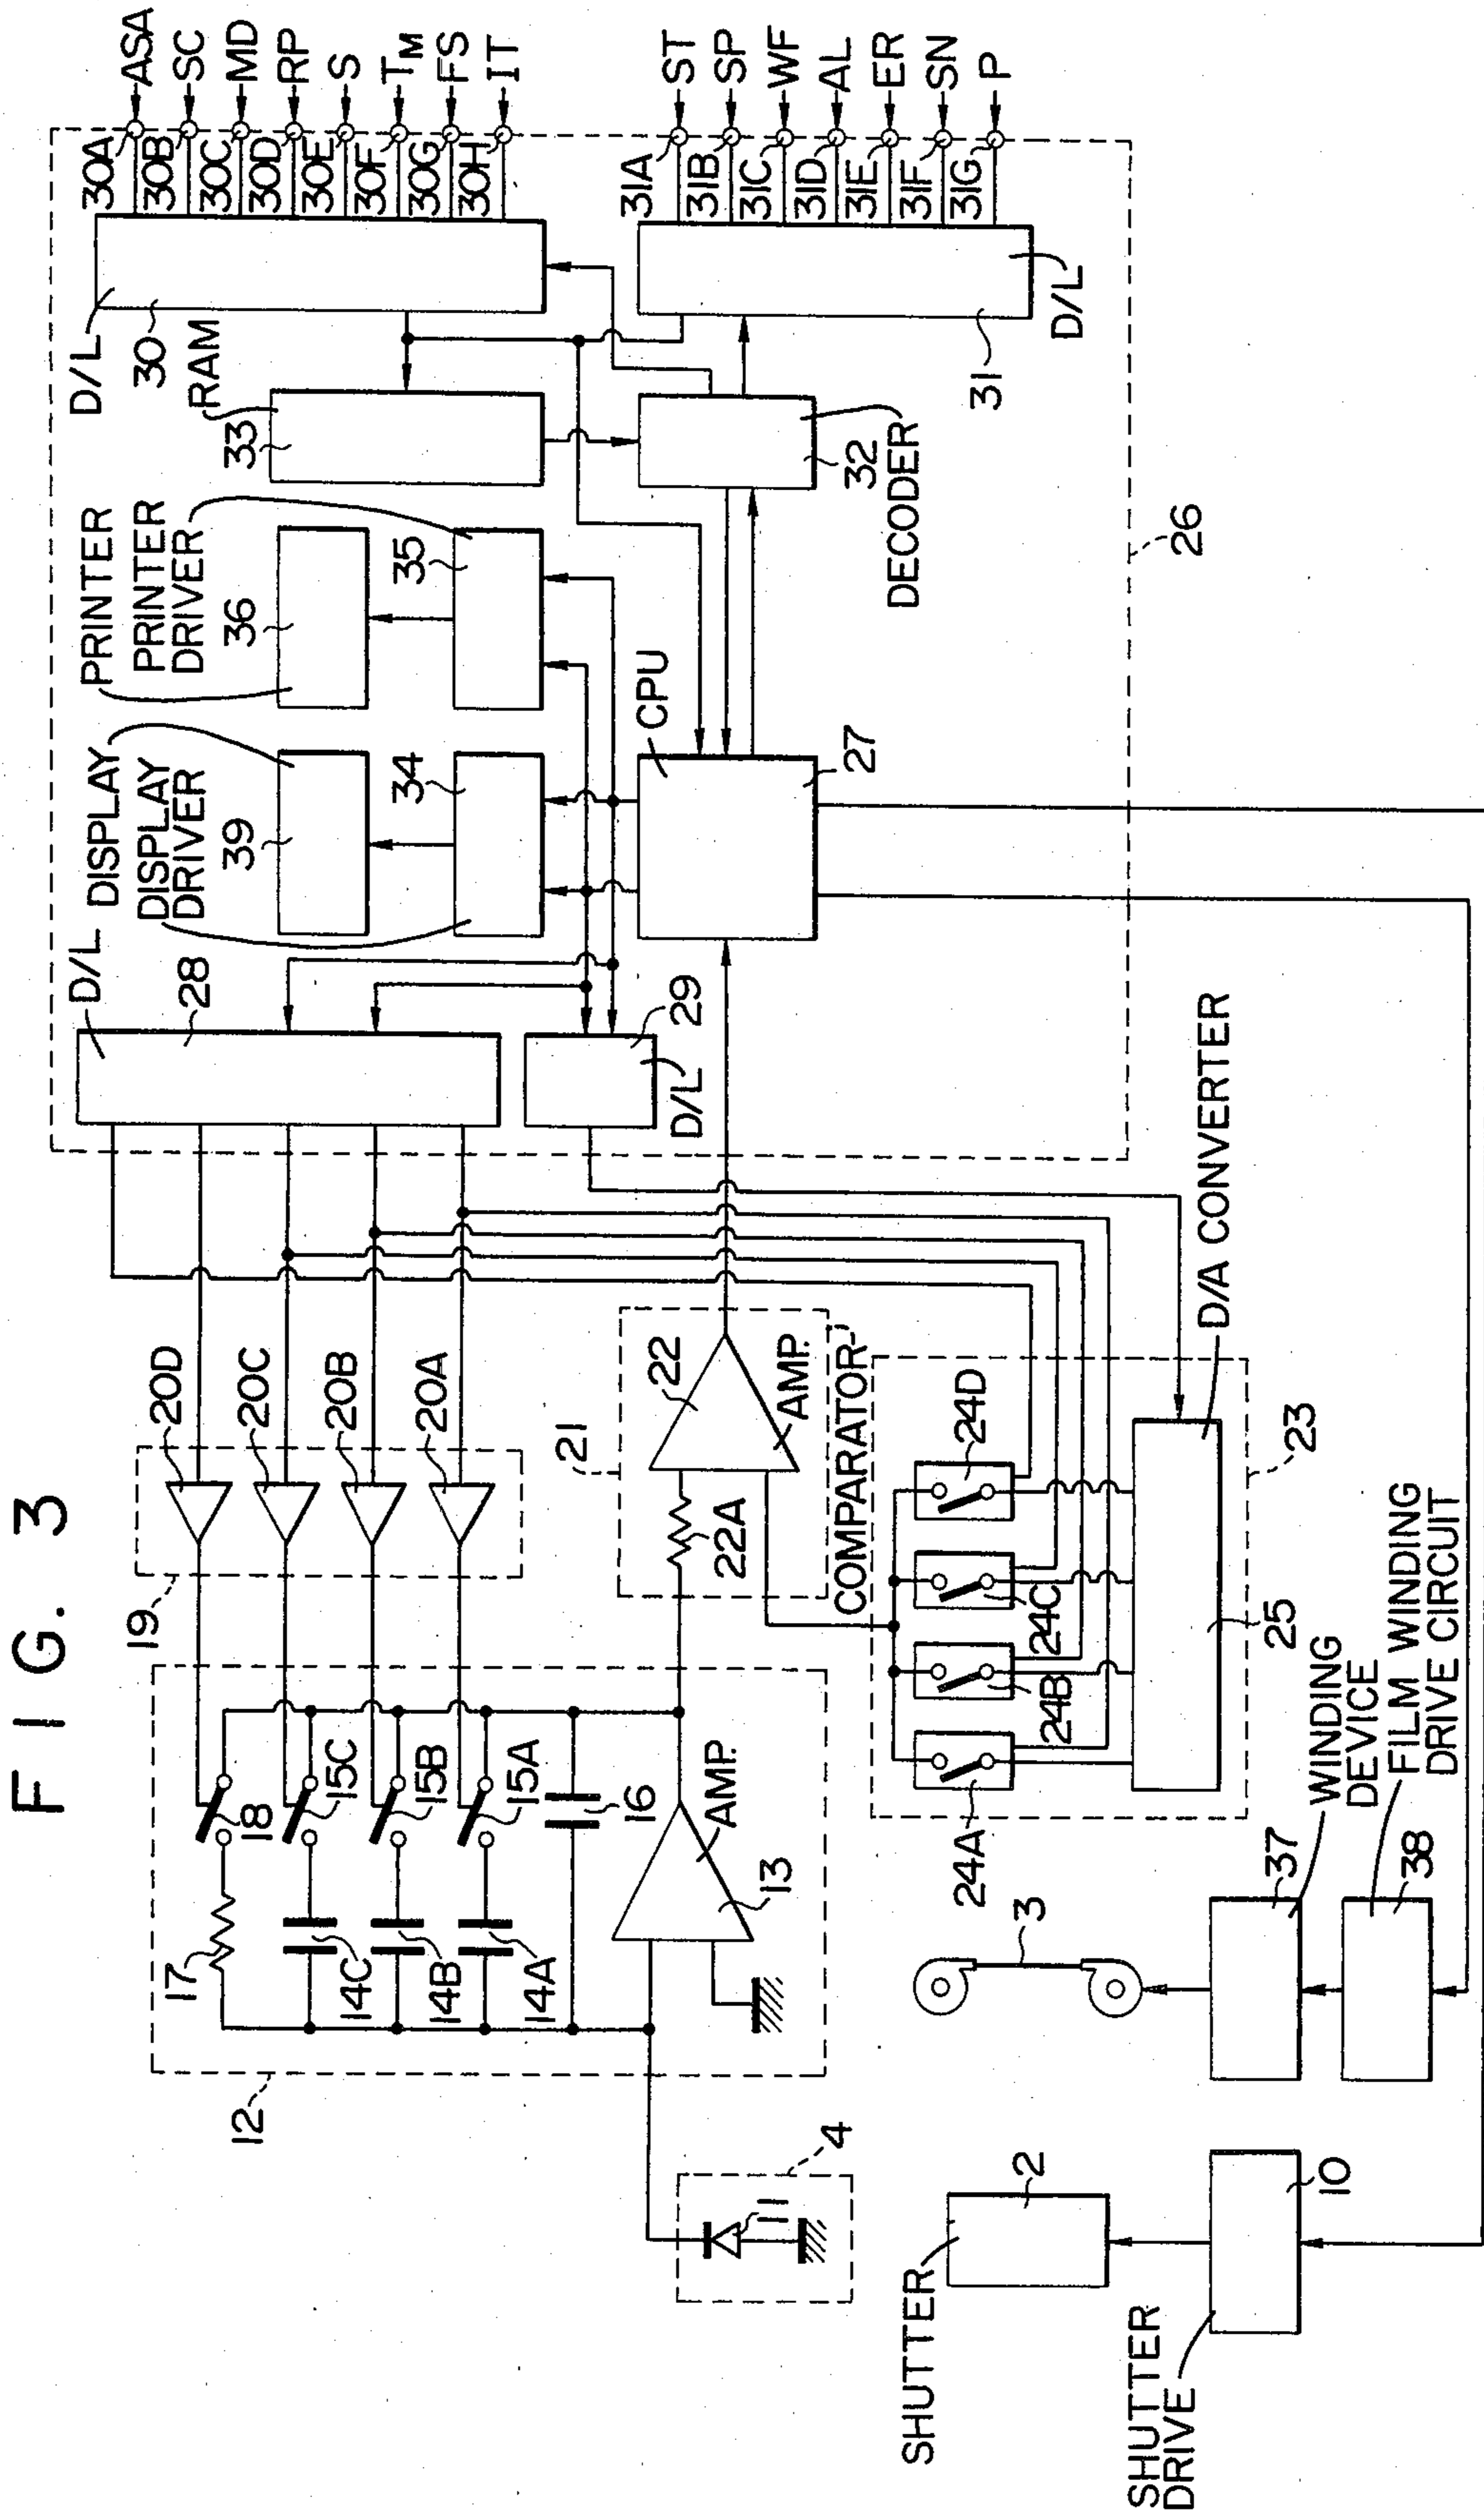 FIG. 3
12
17
18
14C
15C
14B
15B
14A
15A
16
13
AMP.
19
20D
20C
20B
20A
21
22
22A
AMP.
COMPARATOR
4
11
D/L
28
29
D/L
DISPLAY
DISPLAY
DRIVER
39
34
PRINTER
PRINTER
DRIVER
36
35
D/L
30
RAM
33
CPU
27
32
DECODER
31
D/L
26
30A
ASA
30B
SC
30C
MD
30D
RP
30E
S
30F
TM
30G
FS
30H
IT
31A
ST
31B
SP
31C
WF
31D
AL
31E
ER
31F
SN
31G
P
24A
24B
24C
24D
25
23
D/A CONVERTER
SHUTTER
2
SHUTTER
DRIVE
10
3
37
WINDING
DEVICE
38
FILM WINDING
DRIVE CIRCUIT